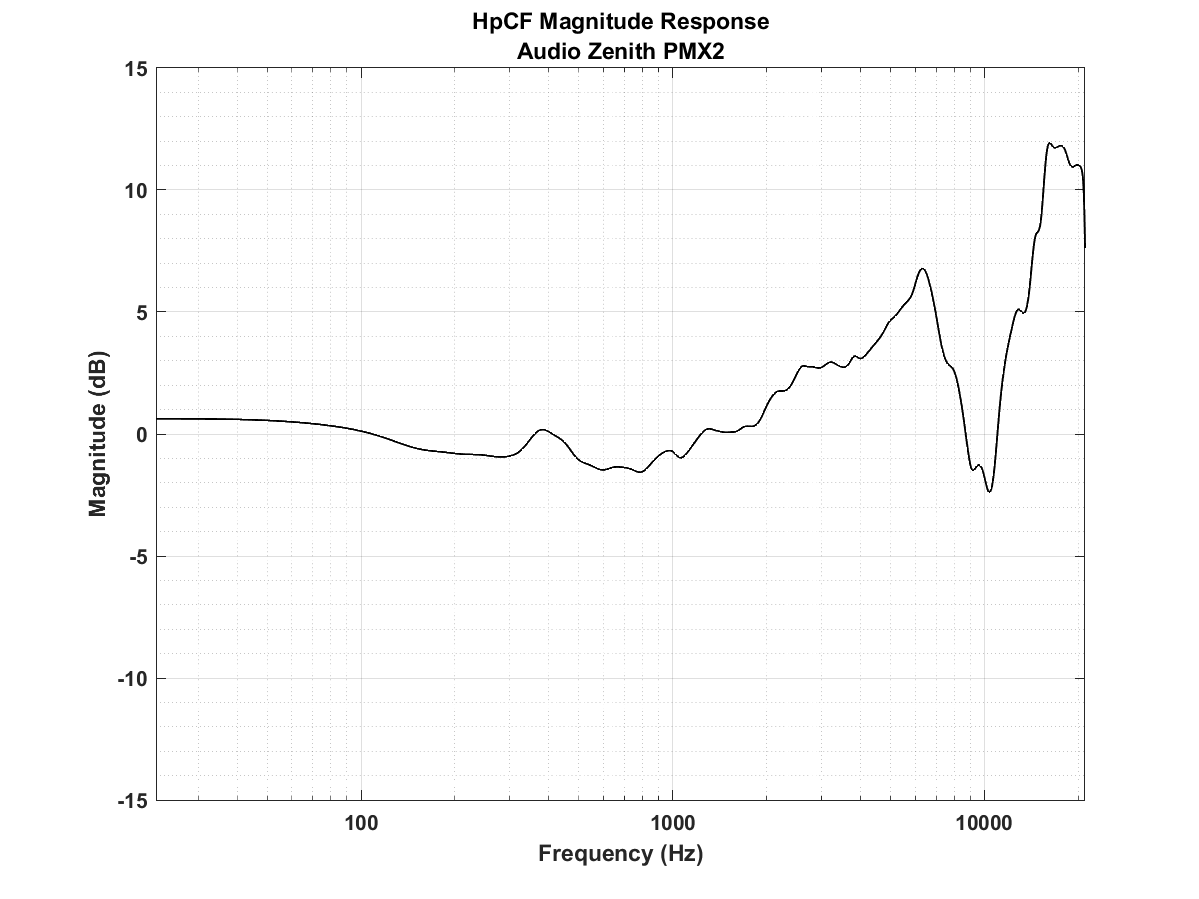 HpCF Magnitude Response
Audio Zenith PMX2
15
10
5
0
-5
-10
-15
Magnitude (dB)
100
1000
10000
Frequency (Hz)